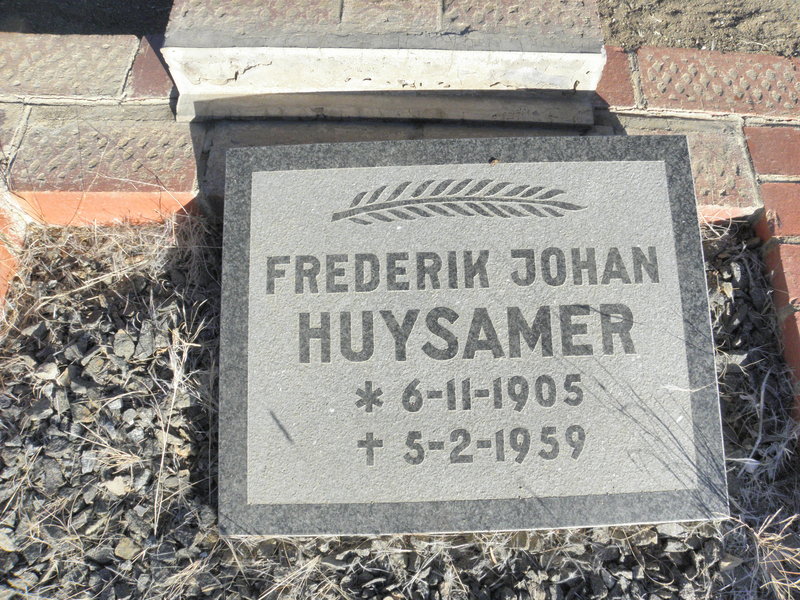 FREDERIK JOHAN
HUYSAMER
* 6-11-1905
† 5-2-1959